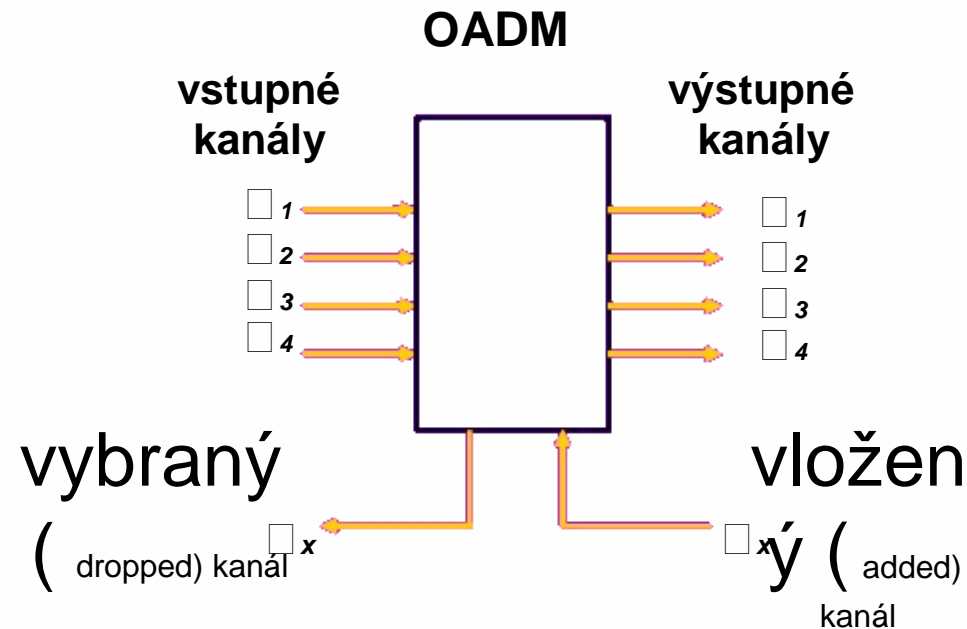 OADM
vstupné
kanály
výstupné
kanály
□ 1
□ 2
□ 3
□ 4
□ 1
□ 2
□ 3
□ 4
vybraný
( dropped) kanál
□ x
vložen
ý ( added)
kanál
□ x